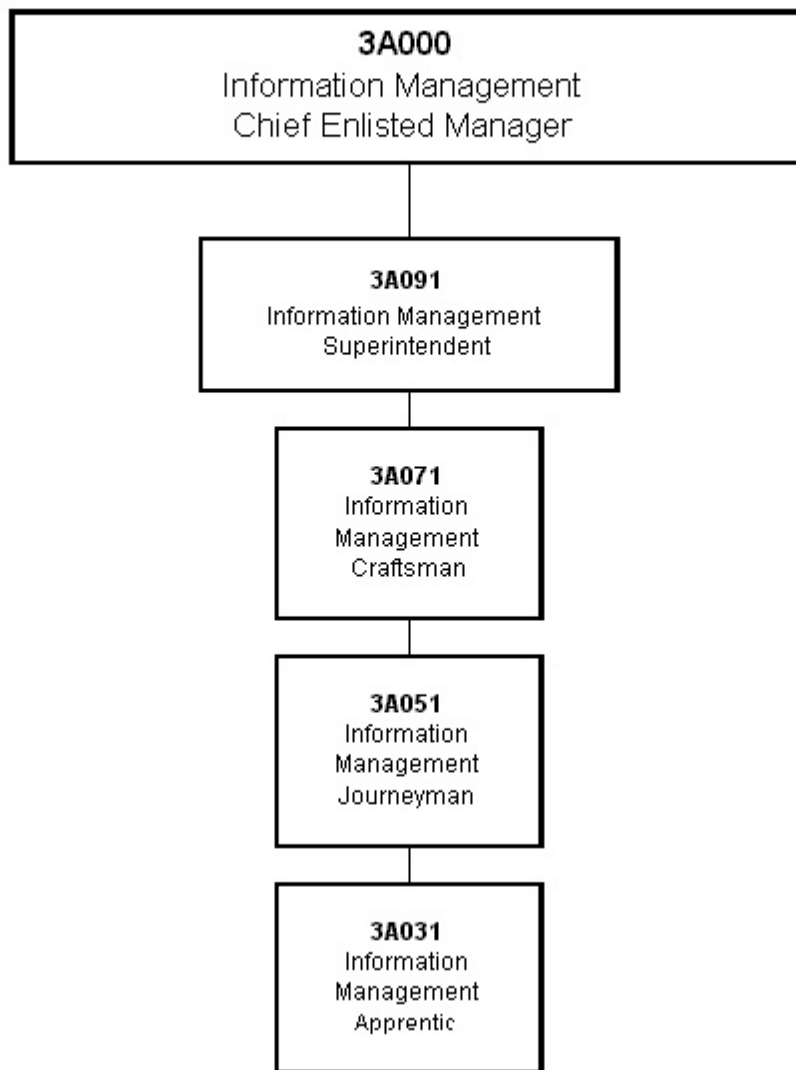 3A000
Information Management
Chief Enlisted Manager
3A091
Information Management
Superintendent
3A071
Information
Management
Craftsman
3A051
Information
Management
Journeyman
3A031
Information
Management
Apprentic